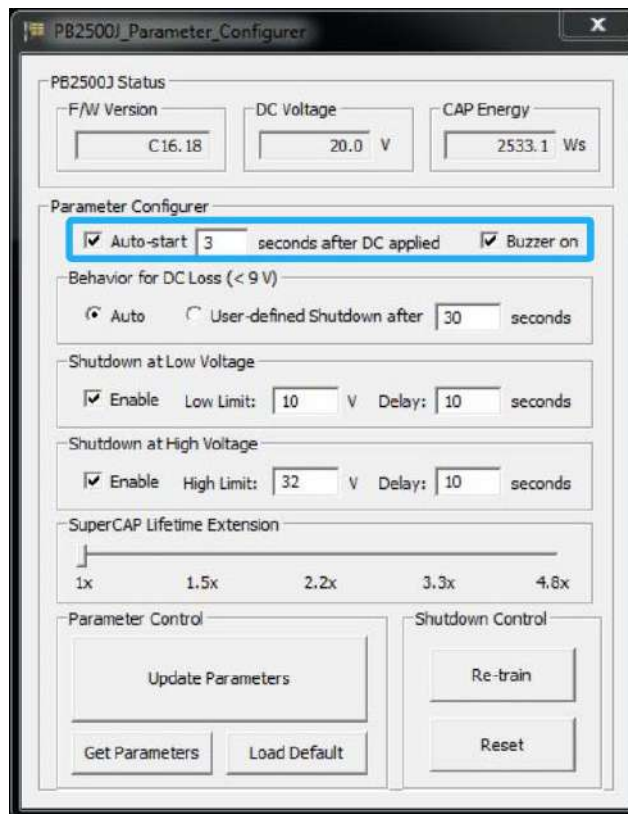 PB2500J_Parameter_Configurer
X
PB2500J Status
F/W Version DC Voltage CAP Energy
C16.18 20.0 V 2533.1 Ws
Parameter Configurer
Auto-start 3 seconds after DC applied Buzzer on
Behavior for DC Loss (< 9 V)
Auto User-defined Shutdown after 30 seconds
Shutdown at Low Voltage
Enable Low Limit: 10 V Delay: 10 seconds
Shutdown at High Voltage
Enable High Limit: 32 V Delay: 10 seconds
SuperCAP Lifetime Extension
1x 1.5x 2.2x 3.3x 4.8x
Parameter Control Shutdown Control
Update Parameters Re-train
Get Parameters Load Default Reset